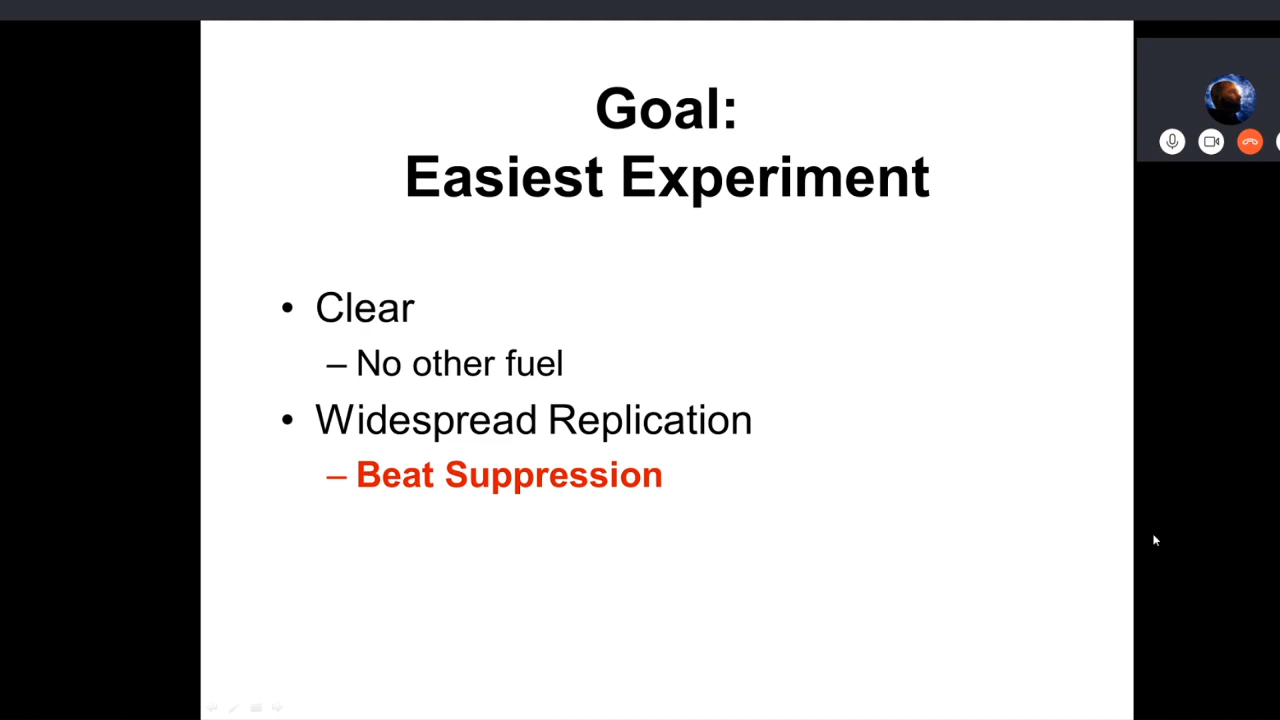 Goal:
Easiest Experiment
• Clear
– No other fuel
• Widespread Replication
– Beat Suppression